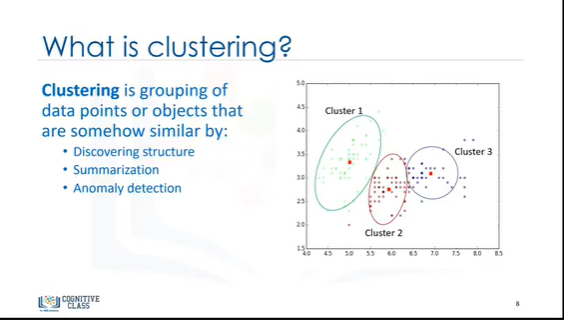 What is clustering?
Clustering is grouping of
data points or objects that
are somehow similar by:
• Discovering structure
• Summarization
• Anomaly detection
5.0
4.5
4.0
3.5
3.0
2.5
2.0
1.5
4.0 4.5 5.0 5.5 6.0 6.5 7.0 7.5 8.0 8.5
Cluster 1
Cluster 3
Cluster 2
COGNITIVE
CLASS
8